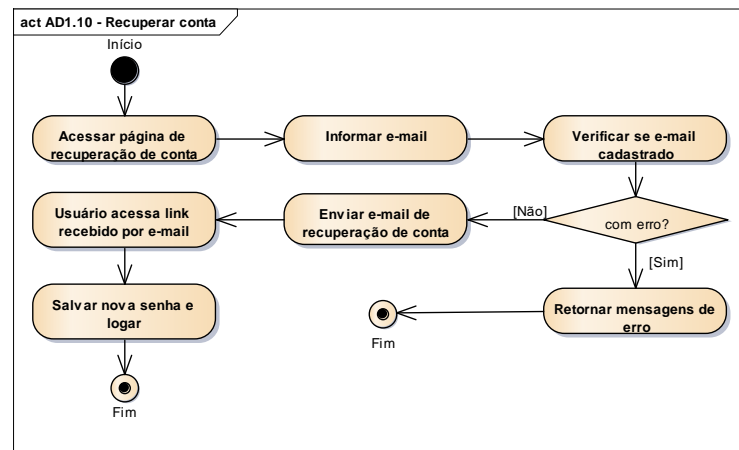 act AD1.10 - Recuperar conta
Início
Acessar página de
recuperação de conta
Informar e-mail
Verificar se e-mail
cadastrado
com erro?
[Não]
[Sim]
Enviar e-mail de
recuperação de conta
Usuário acessa link
recebido por e-mail
Salvar nova senha e
logar
Fim
Retornar mensagens de
erro
Fim